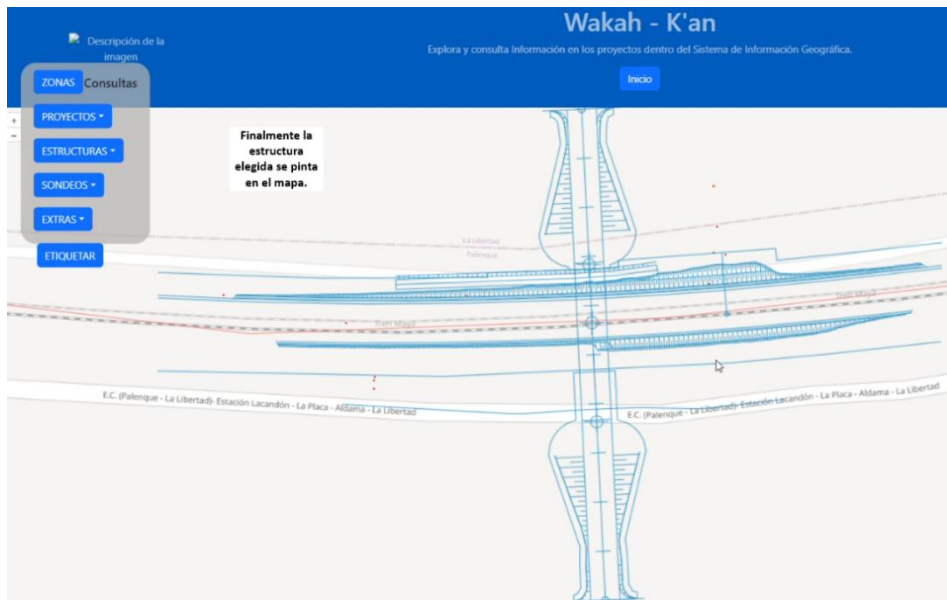 Wakah - K'an
Explora y consulta Información en los proyectos dentro del Sistema de Información Geográfica.
Inicio
Descripción de la
imagen
ZONAS Consultas
PROYECTOS
ESTRUCTURAS
SONDEOS
EXTRAS
ETIQUETAR
+
-
Finalmente la
estructura
elegida se pinta
en el mapa.
La Libertad
Palenque
Tren Maya
Tren Maya
E.C. (Palenque - La Libertad)- Estación Lacandón - La Placa - Aldama - La Libertad
E.C. (Palenque - La Libertad)- Estación Lacandón - La Placa - Aldama - La Libertad